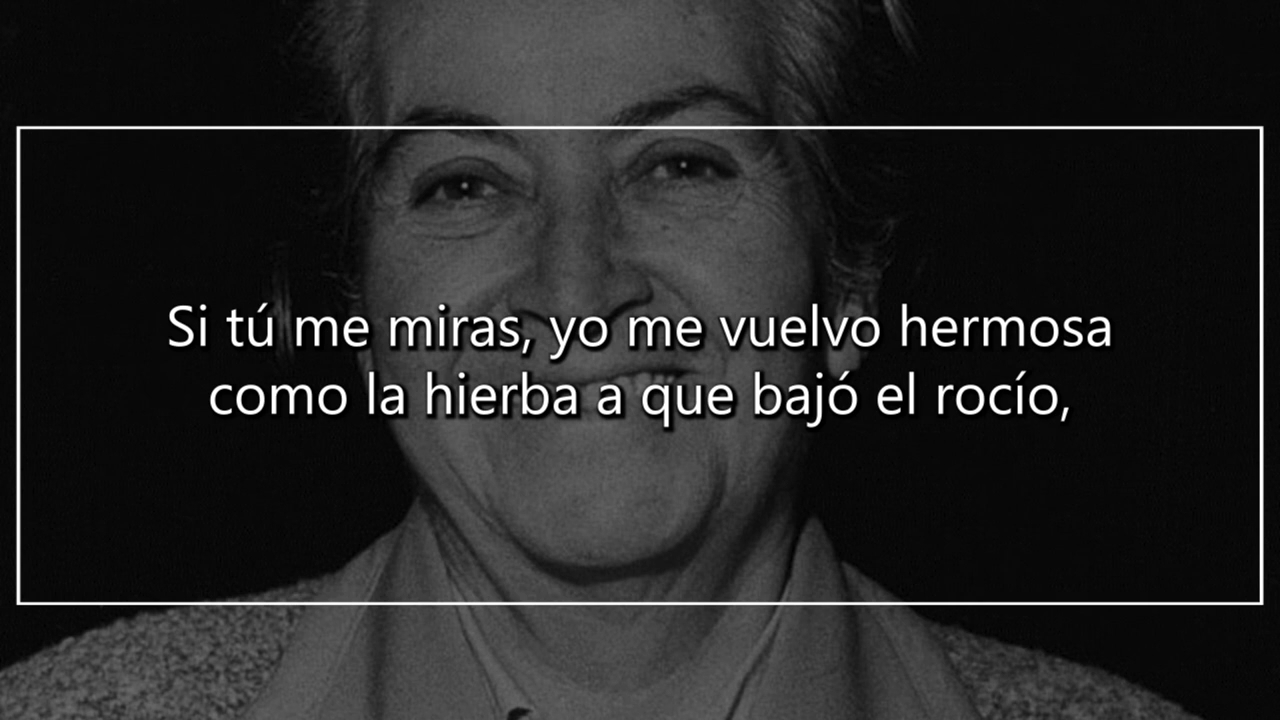 Si tú me miras, yo me vuelvo hermosa
como la hierba a que bajó el rocío,